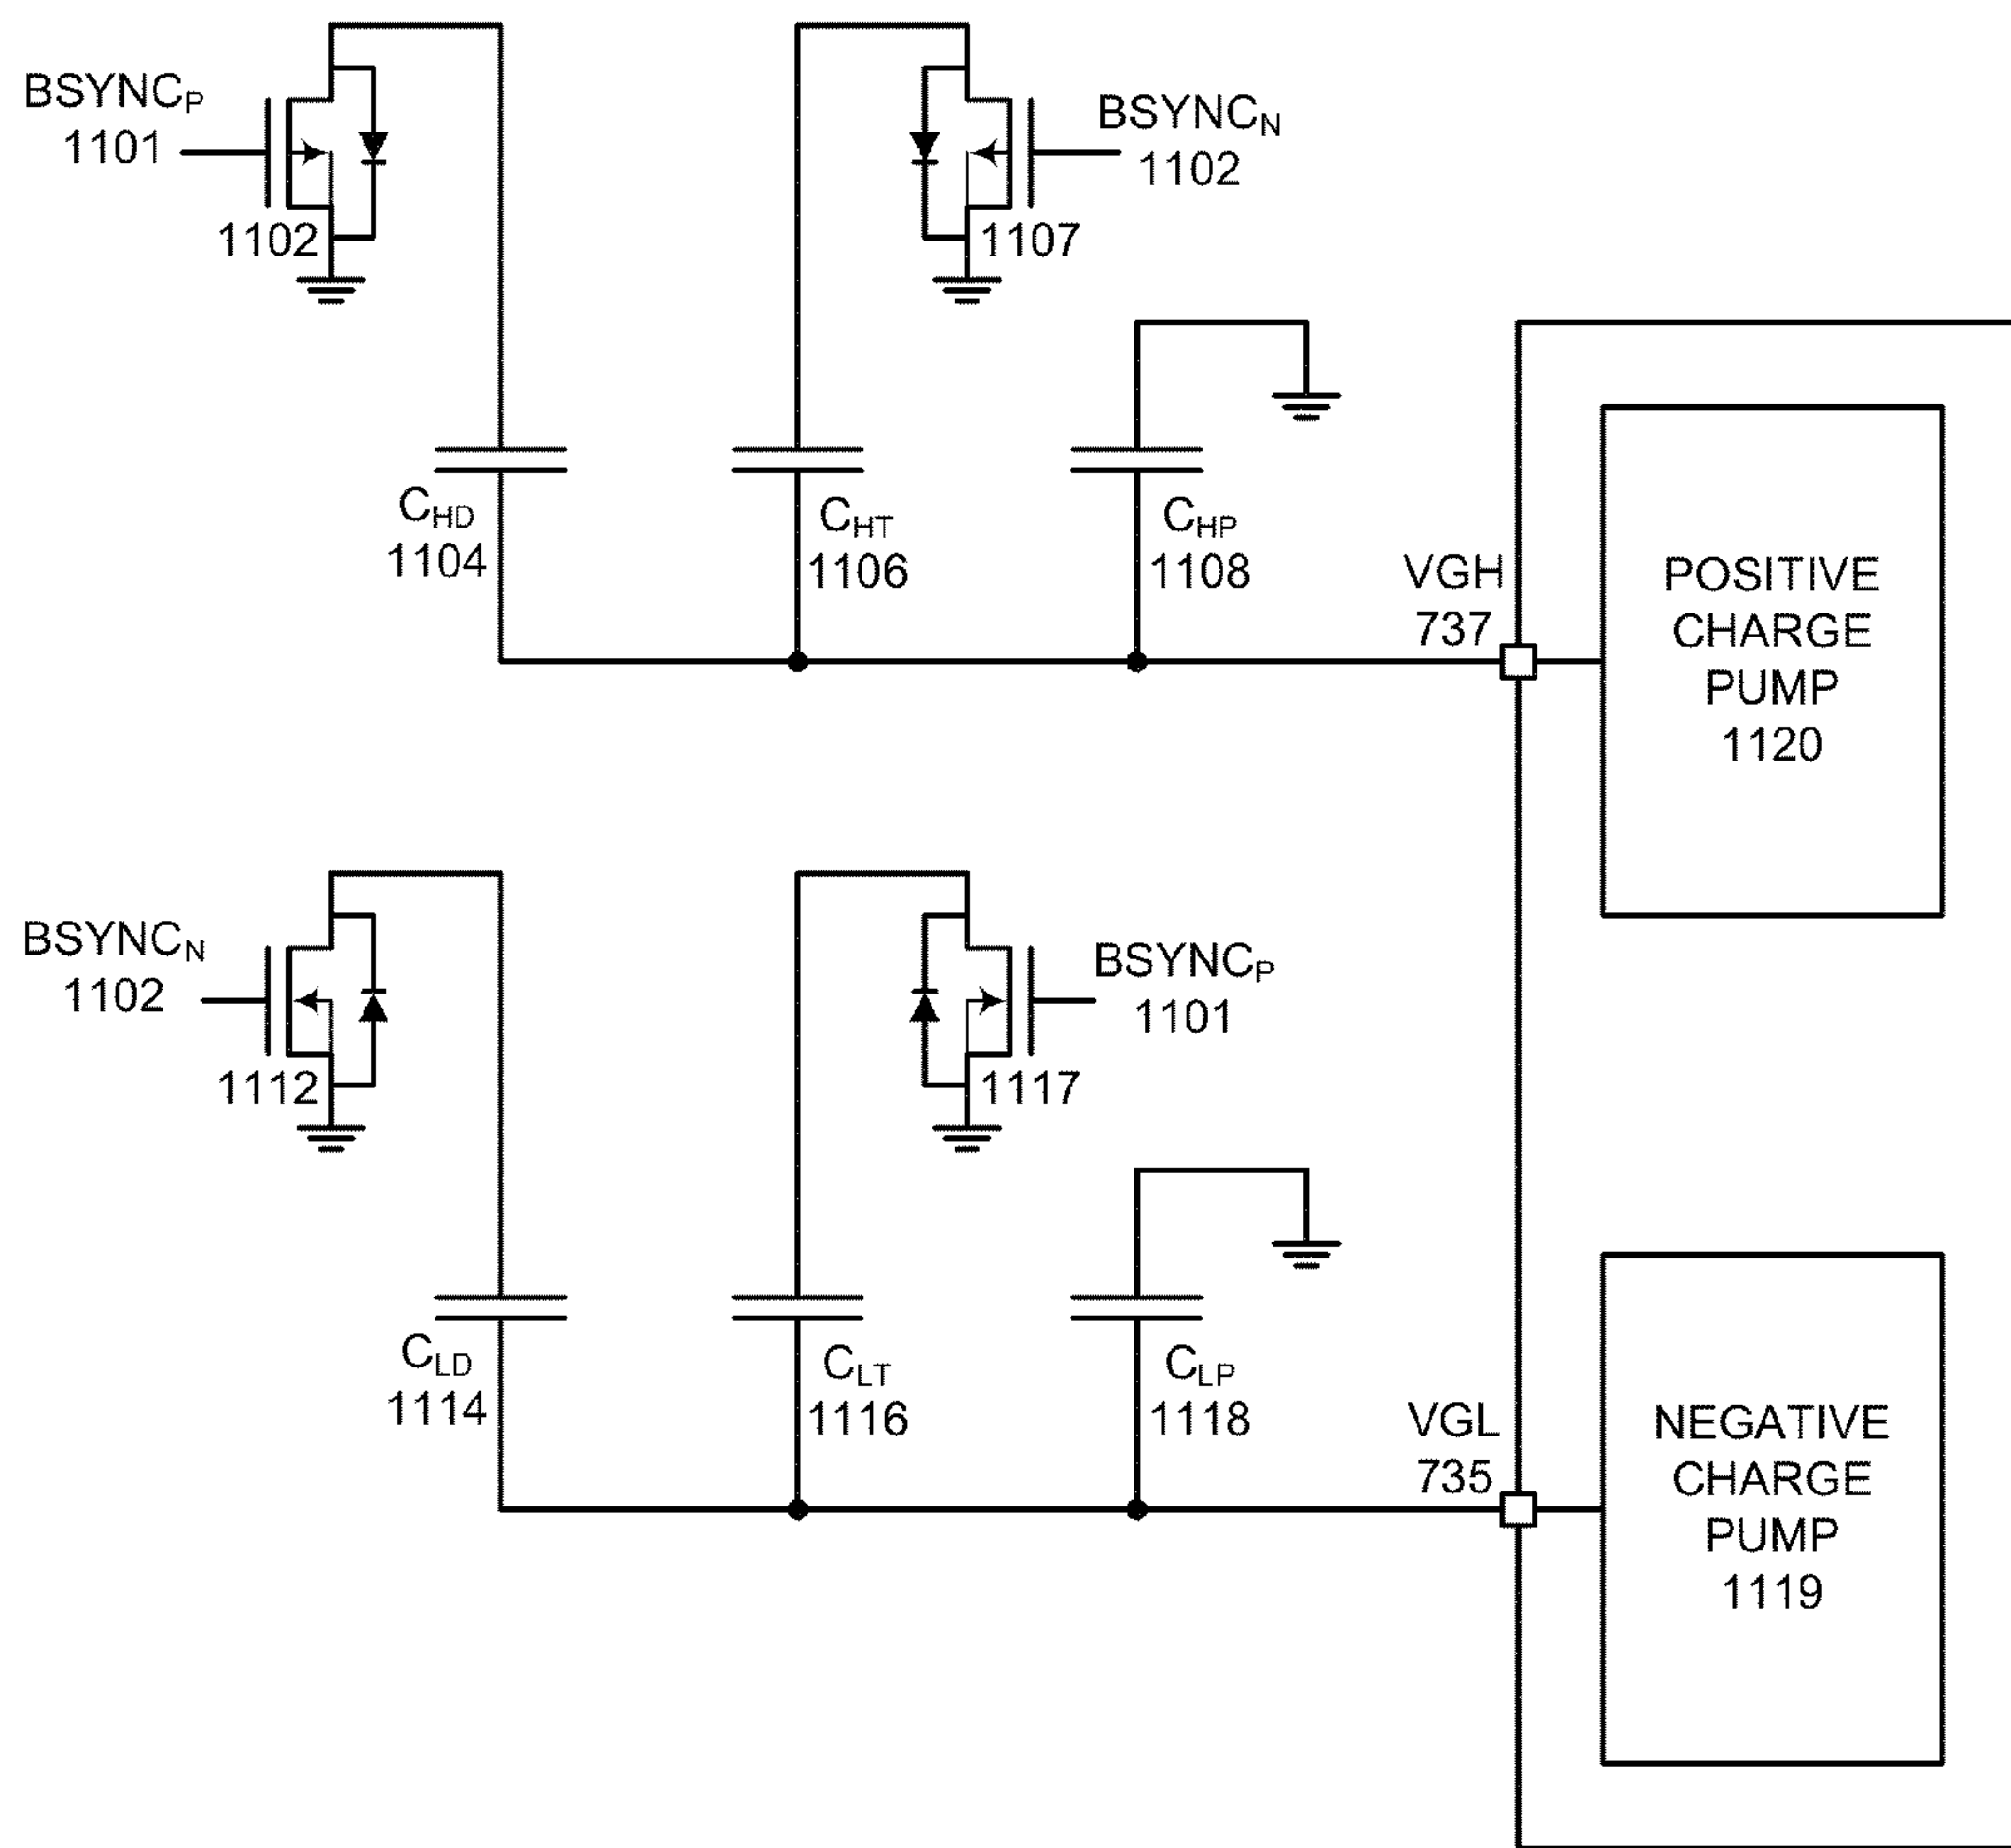 BSYNCP
1101
1102
BSYNCN
1102
1107
CHD
1104
CHT
1106
CHP
1108
VGH
737
POSITIVE
CHARGE
PUMP
1120
BSYNCN
1102
1112
BSYNCP
1101
1117
CLD
1114
CLT
1116
CLP
1118
VGL
735
NEGATIVE
CHARGE
PUMP
1119